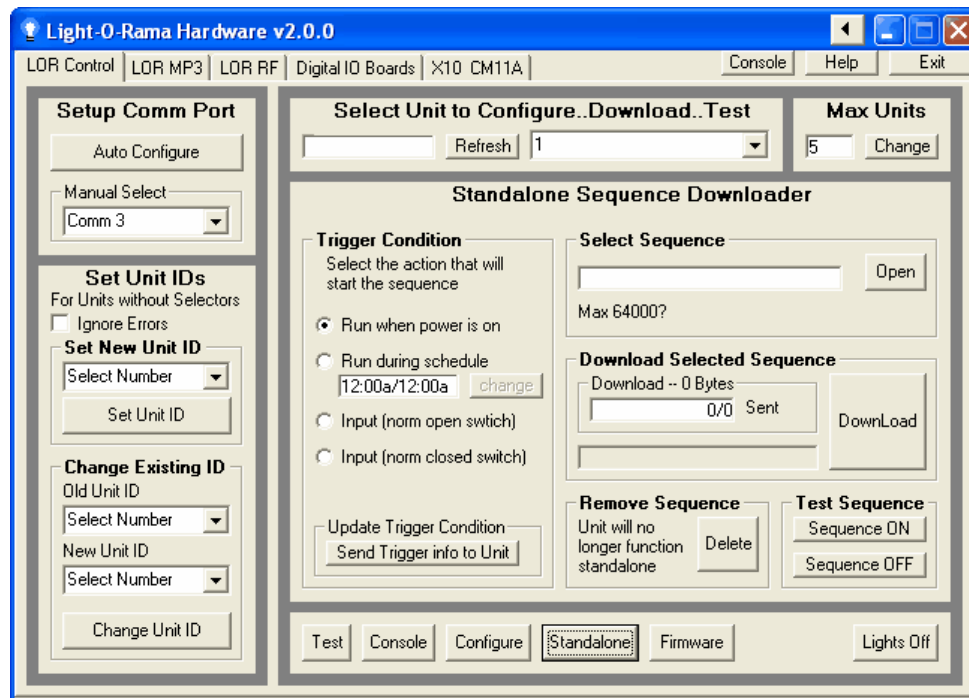 Light-O-Rama Hardware v2.0.0
LOR Control
LOR MP3
LOR RF
Digital IO Boards
X10 CM11A
Console
Help
Exit
Setup Comm Port
Auto Configure
Manual Select
Comm 3
Set Unit IDs
For Units without Selectors
Ignore Errors
Set New Unit ID
Select Number
Set Unit ID
Change Existing ID
Old Unit ID
Select Number
New Unit ID
Select Number
Change Unit ID
Select Unit to Configure..Download..Test
Refresh
1
Max Units
5
Change
Standalone Sequence Downloader
Trigger Condition
Select the action that will
start the sequence
Run when power is on
Run during schedule
12:00a/12:00a
change
Input (norm open swtich)
Input (norm closed switch)
Update Trigger Condition
Send Trigger info to Unit
Select Sequence
Open
Max 64000?
Download Selected Sequence
Download -- 0 Bytes
0/0 Sent
DownLoad
Remove Sequence
Unit will no
longer function
standalone
Delete
Test Sequence
Sequence ON
Sequence OFF
Test
Console
Configure
Standalone
Firmware
Lights Off